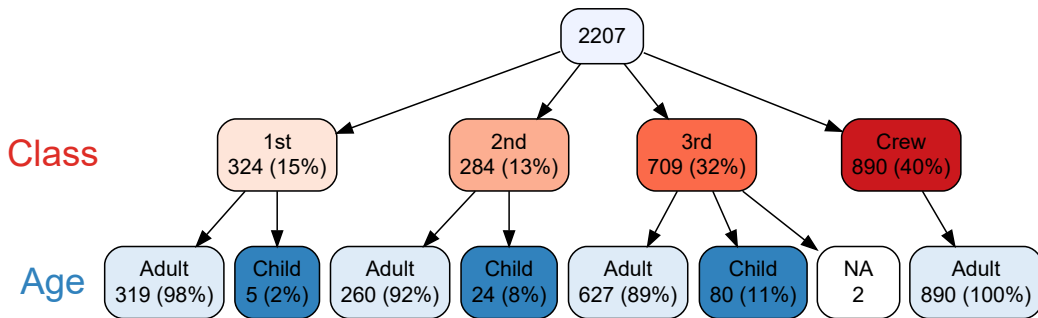 2207
Class
1st
324 (15%)
2nd
284 (13%)
3rd
709 (32%)
Crew
890 (40%)
Age
Adult
319 (98%)
Child
5 (2%)
Adult
260 (92%)
Child
24 (8%)
Adult
627 (89%)
Child
80 (11%)
NA
2
Adult
890 (100%)